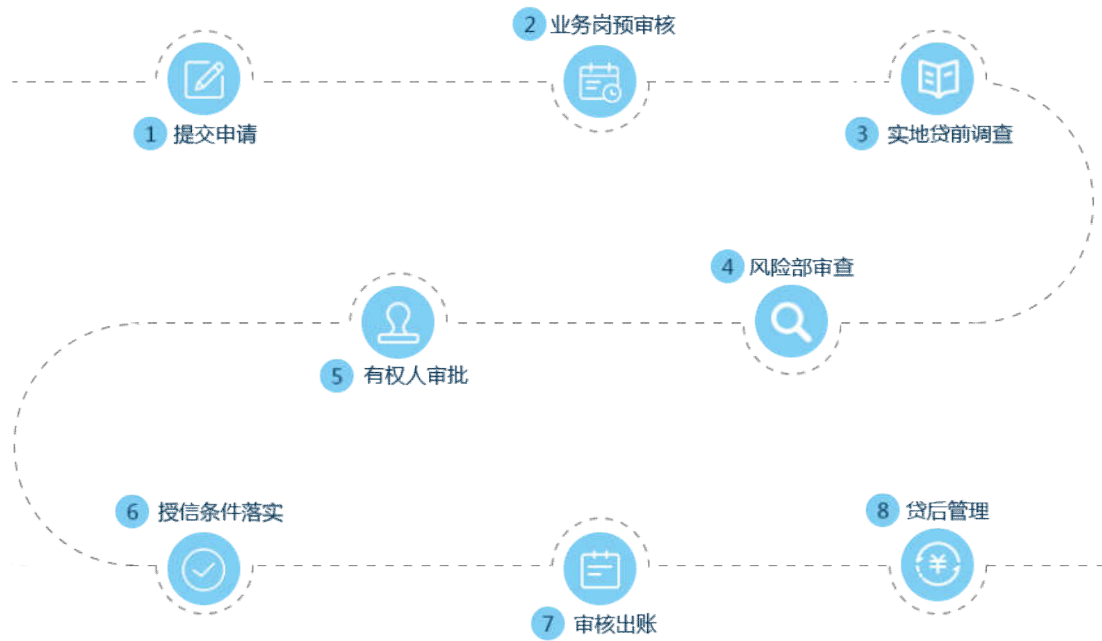 1 提交申请
2 业务岗预审核
3 实地贷前调查
4 风险部审查
5 有权人审批
6 授信条件落实
7 审核出账
8 贷后管理